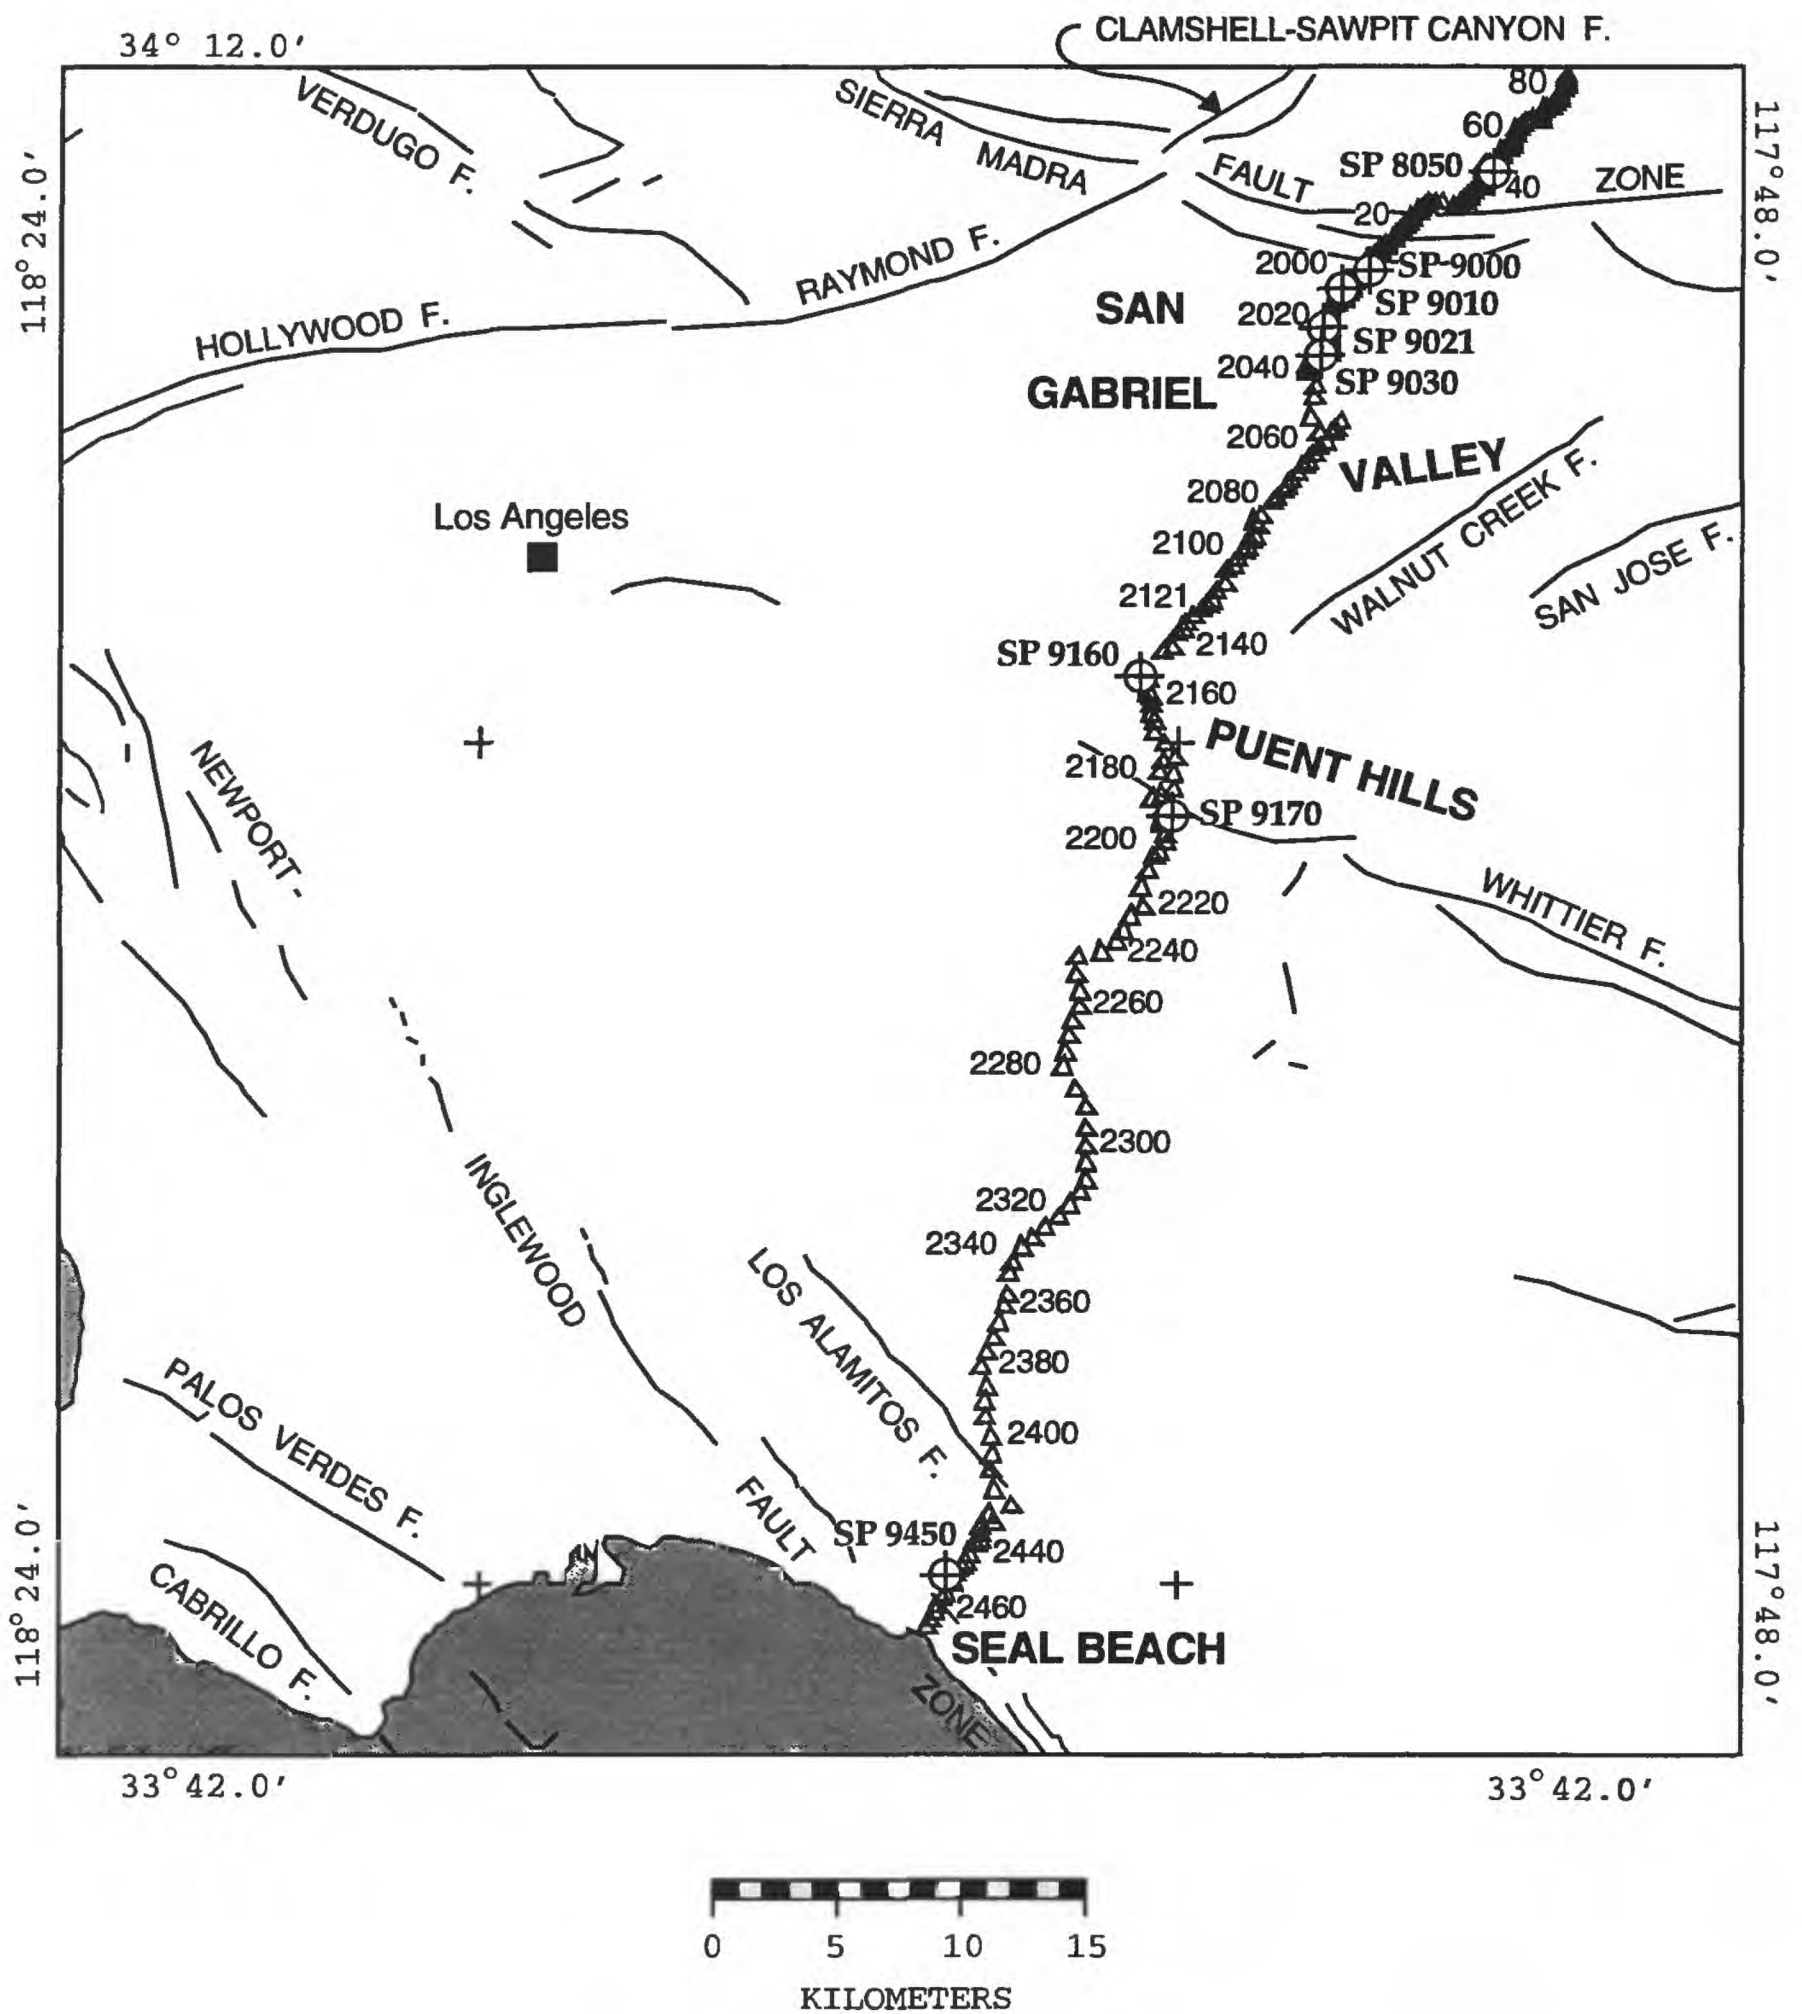 CLAMSHELL-SAWPIT CANYON F.
34° 12.0'
80
VERDUGO F.
SIERRA MADRA FAULT ZONE
60
SP 8050
40
20
118° 24.0'
117° 48.0'
RAYMOND F.
2000
SP 9000
SAN
SP 9010
HOLLYWOOD F.
2020
SP 9021
2040
SP 9030
GABRIEL
2060
VALLEY
2080
WALNUT CREEK F.
Los Angeles
2100
SAN JOSE F.
2121
2140
SP 9160
2160
NEWPORT -
PUENT HILLS
2180
SP 9170
2200
2220
WHITTIER F.
2240
2260
2280
2300
INGLEWOOD
2320
2340
LOS ALAMITOS F.
2360
2380
PALOS VERDES F.
2400
FAULT
SP 9450
2440
CABRILLO F.
2460
118° 24.0'
117° 48.0'
SEAL BEACH
ZONE
33° 42.0'
33° 42.0'
0 5 10 15
KILOMETERS